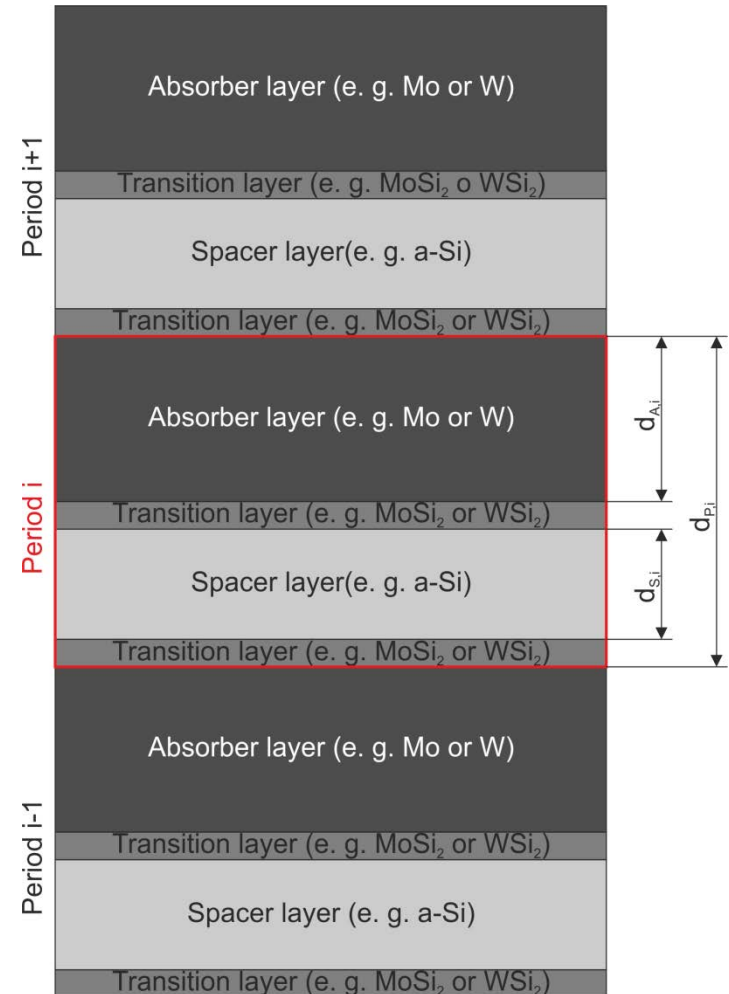 Period i+1
Absorber layer (e. g. Mo or W)
Transition layer (e. g. MoSi₂ o WSi₂)
Spacer layer(e. g. a-Si)
Transition layer (e. g. MoSi₂ or WSi₂)
Period i
Absorber layer (e. g. Mo or W)
Transition layer (e. g. MoSi₂ or WSi₂)
Spacer layer(e. g. a-Si)
Transition layer (e. g. MoSi₂ or WSi₂)
d_A,i
d_S,i
d_P,i
Period i-1
Absorber layer (e. g. Mo or W)
Transition layer (e. g. MoSi₂ or WSi₂)
Spacer layer (e. g. a-Si)
Transition layer (e. g. MoSi₂ or WSi₂)